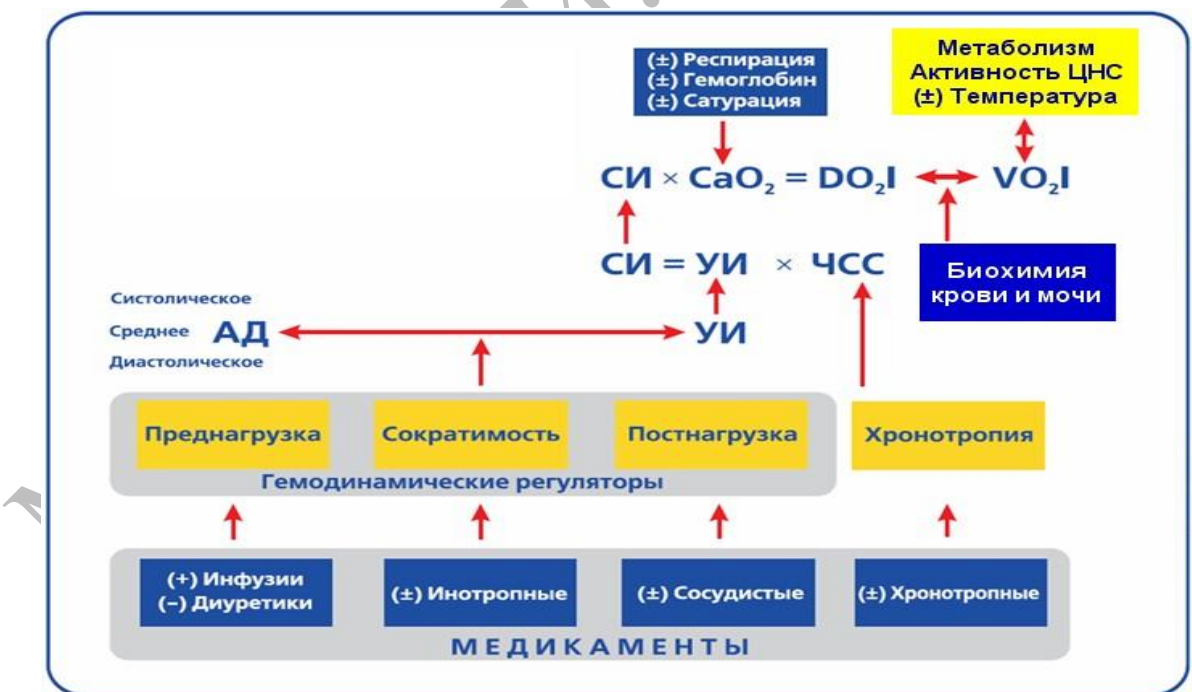 (±) Респирация
(±) Гемоглобин
(±) Сатурация
Метаболизм
Активность ЦНС
(±) Температура
СИ × CaO₂ = DO₂I
VO₂I
СИ = УИ × ЧСС
Биохимия
крови и мочи
Систолическое
Среднее АД
Диастолическое
УИ
Преднагрузка
Сократимость
Постнагрузка
Хронотропия
Гемодинамические регуляторы
(+) Инфузии
(−) Диуретики
(±) Инотропные
(±) Сосудистые
(±) Хронотропные
МЕДИКАМЕНТЫ